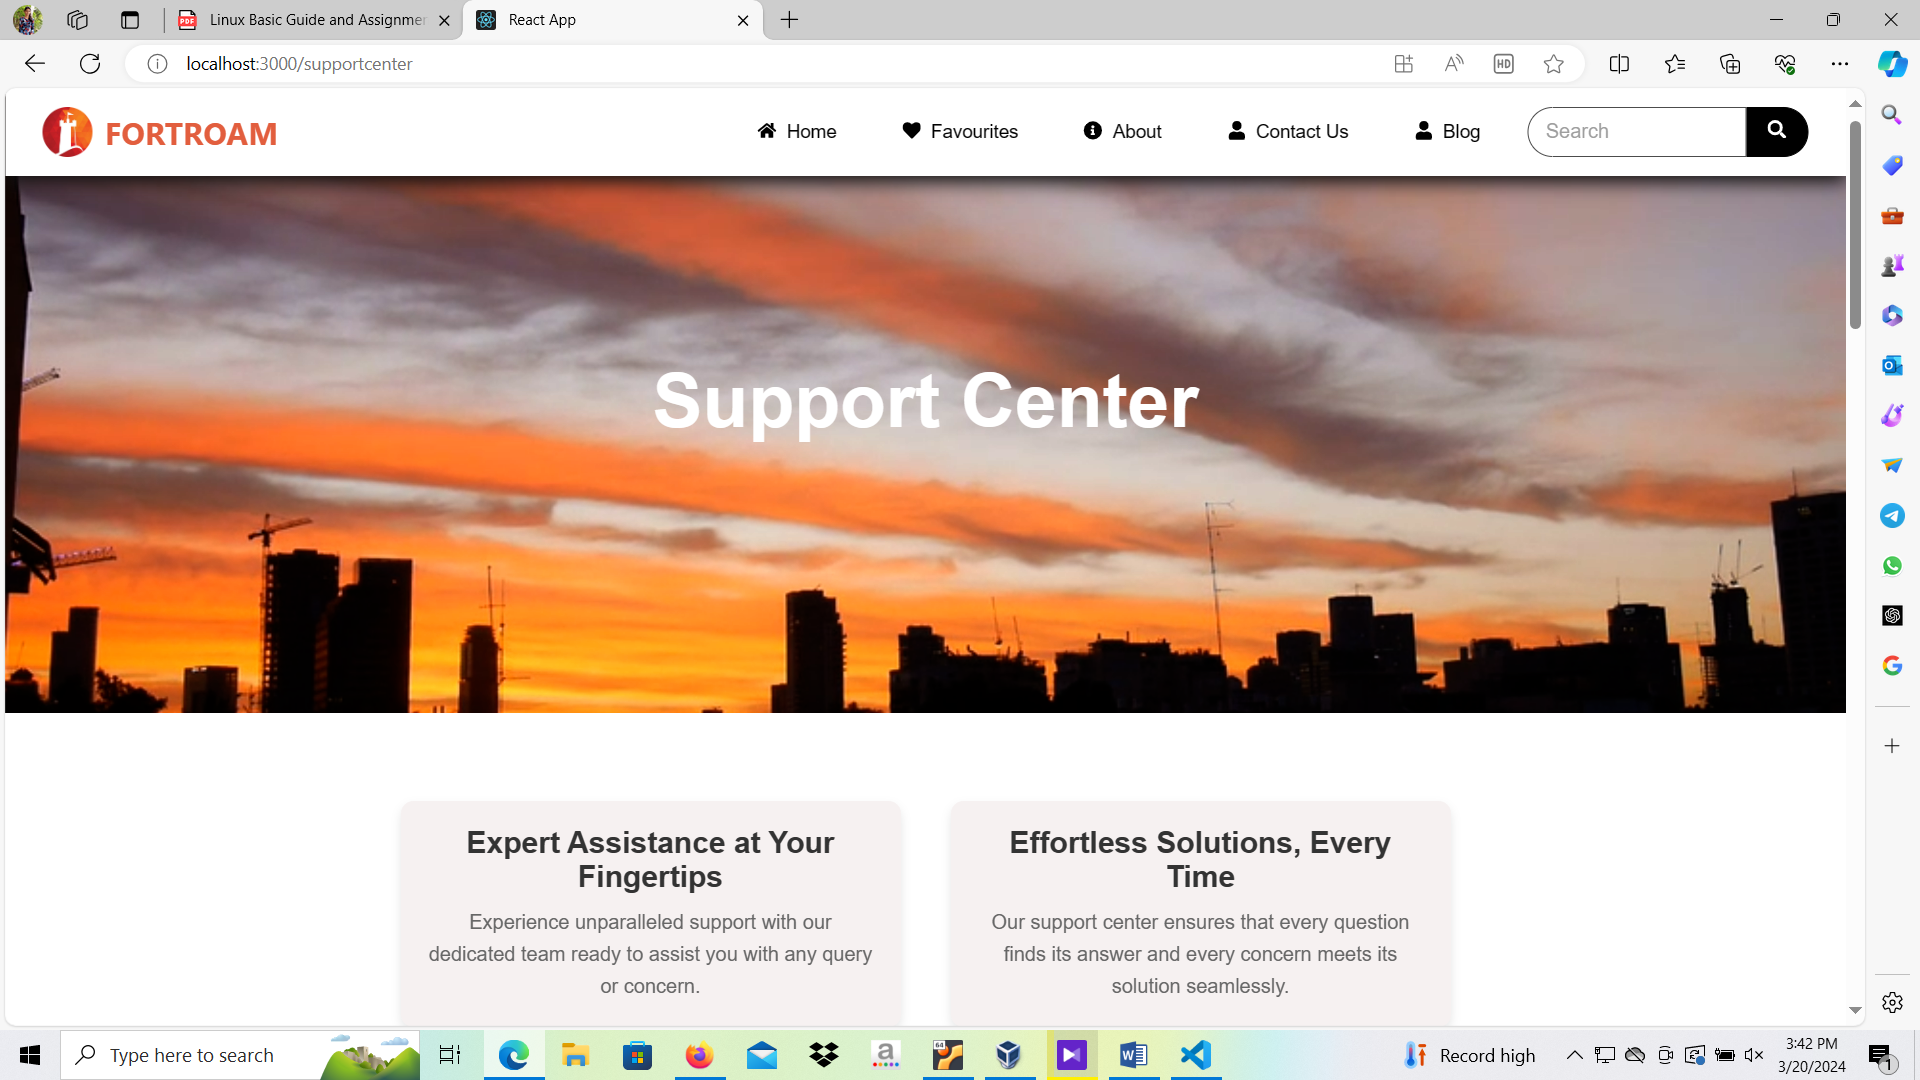 Linux Basic Guide and Assignmer
React App
localhost:3000/supportcenter
HD
FORTROAM
Home
Favourites
About
Contact Us
Blog
Search
Support Center
Expert Assistance at Your
Fingertips
Experience unparalleled support with our
dedicated team ready to assist you with any query
or concern.
Effortless Solutions, Every
Time
Our support center ensures that every question
finds its answer and every concern meets its
solution seamlessly.
Type here to search
Record high
3:42 PM
3/20/2024
1